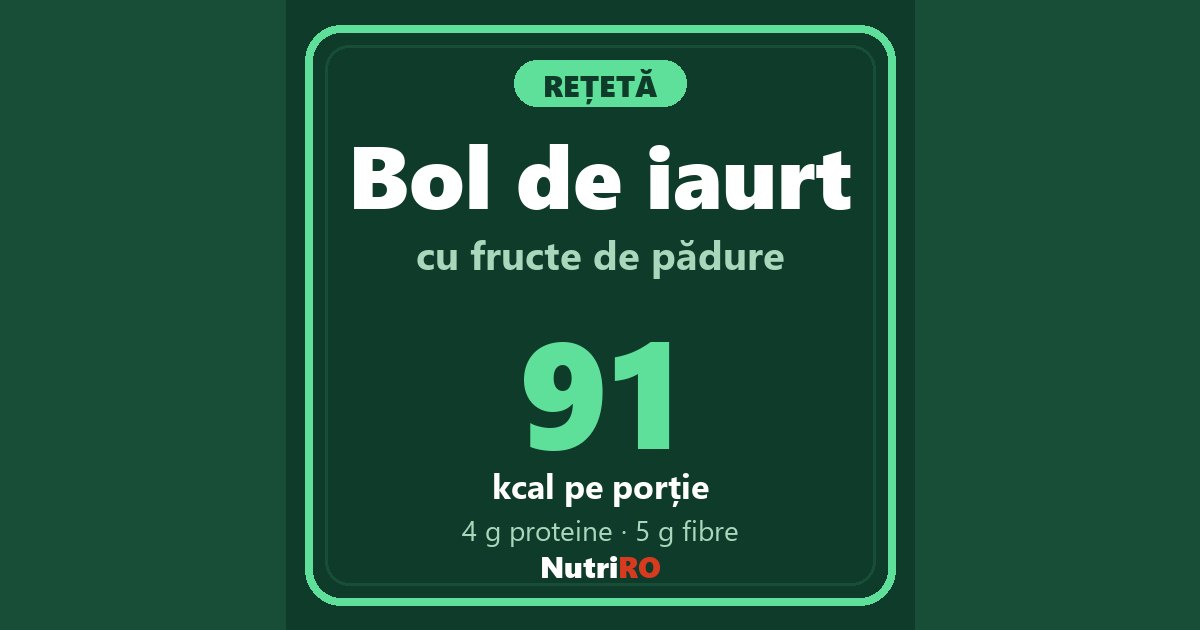 REȚETĂ
Bol de iaurt
cu fructe de pădure
91
kcal pe porție
4 g proteine · 5 g fibre
NutriRO